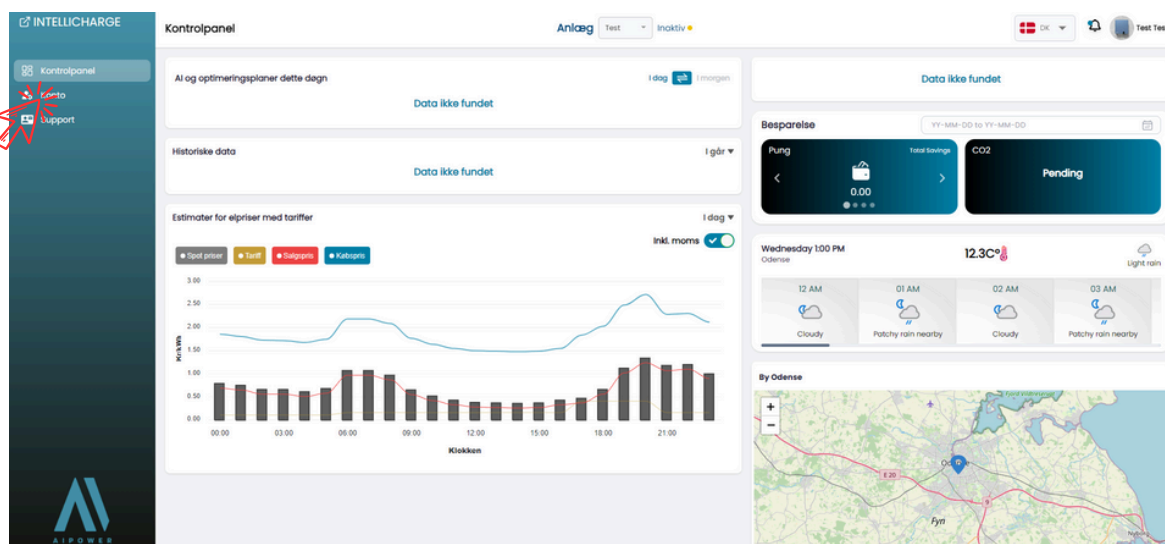 INTELLICHARGE
Kontrolpanel
Konto
Support
AIPOWER
Kontrolpanel
Anlæg Test Inaktiv
DK
Test Tes
AI og optimeringsplaner dette døgn
I dag I morgen
Data ikke fundet
Historiske data
I går
Data ikke fundet
Estimater for elpriser med tariffer
I dag
Inkl. moms
Spot priser Tariff Salgspris Købspris
3.00
2.50
2.00
1.50
1.00
0.50
0.00
Kr/kWh
00:00 03:00 06:00 09:00 12:00 15:00 18:00 21:00
Klokken
Data ikke fundet
Besparelse
YY-MM-DD to YY-MM-DD
Pung
Total Savings
0.00
CO2
Pending
Wednesday 1:00 PM
Odense
12.3C°
Light rain
12 AM 01 AM 02 AM 03 AM
Cloudy Patchy rain nearby Cloudy Patchy rain nearby
By Odense
+
−
E 20
9
Fyn
Nyborg